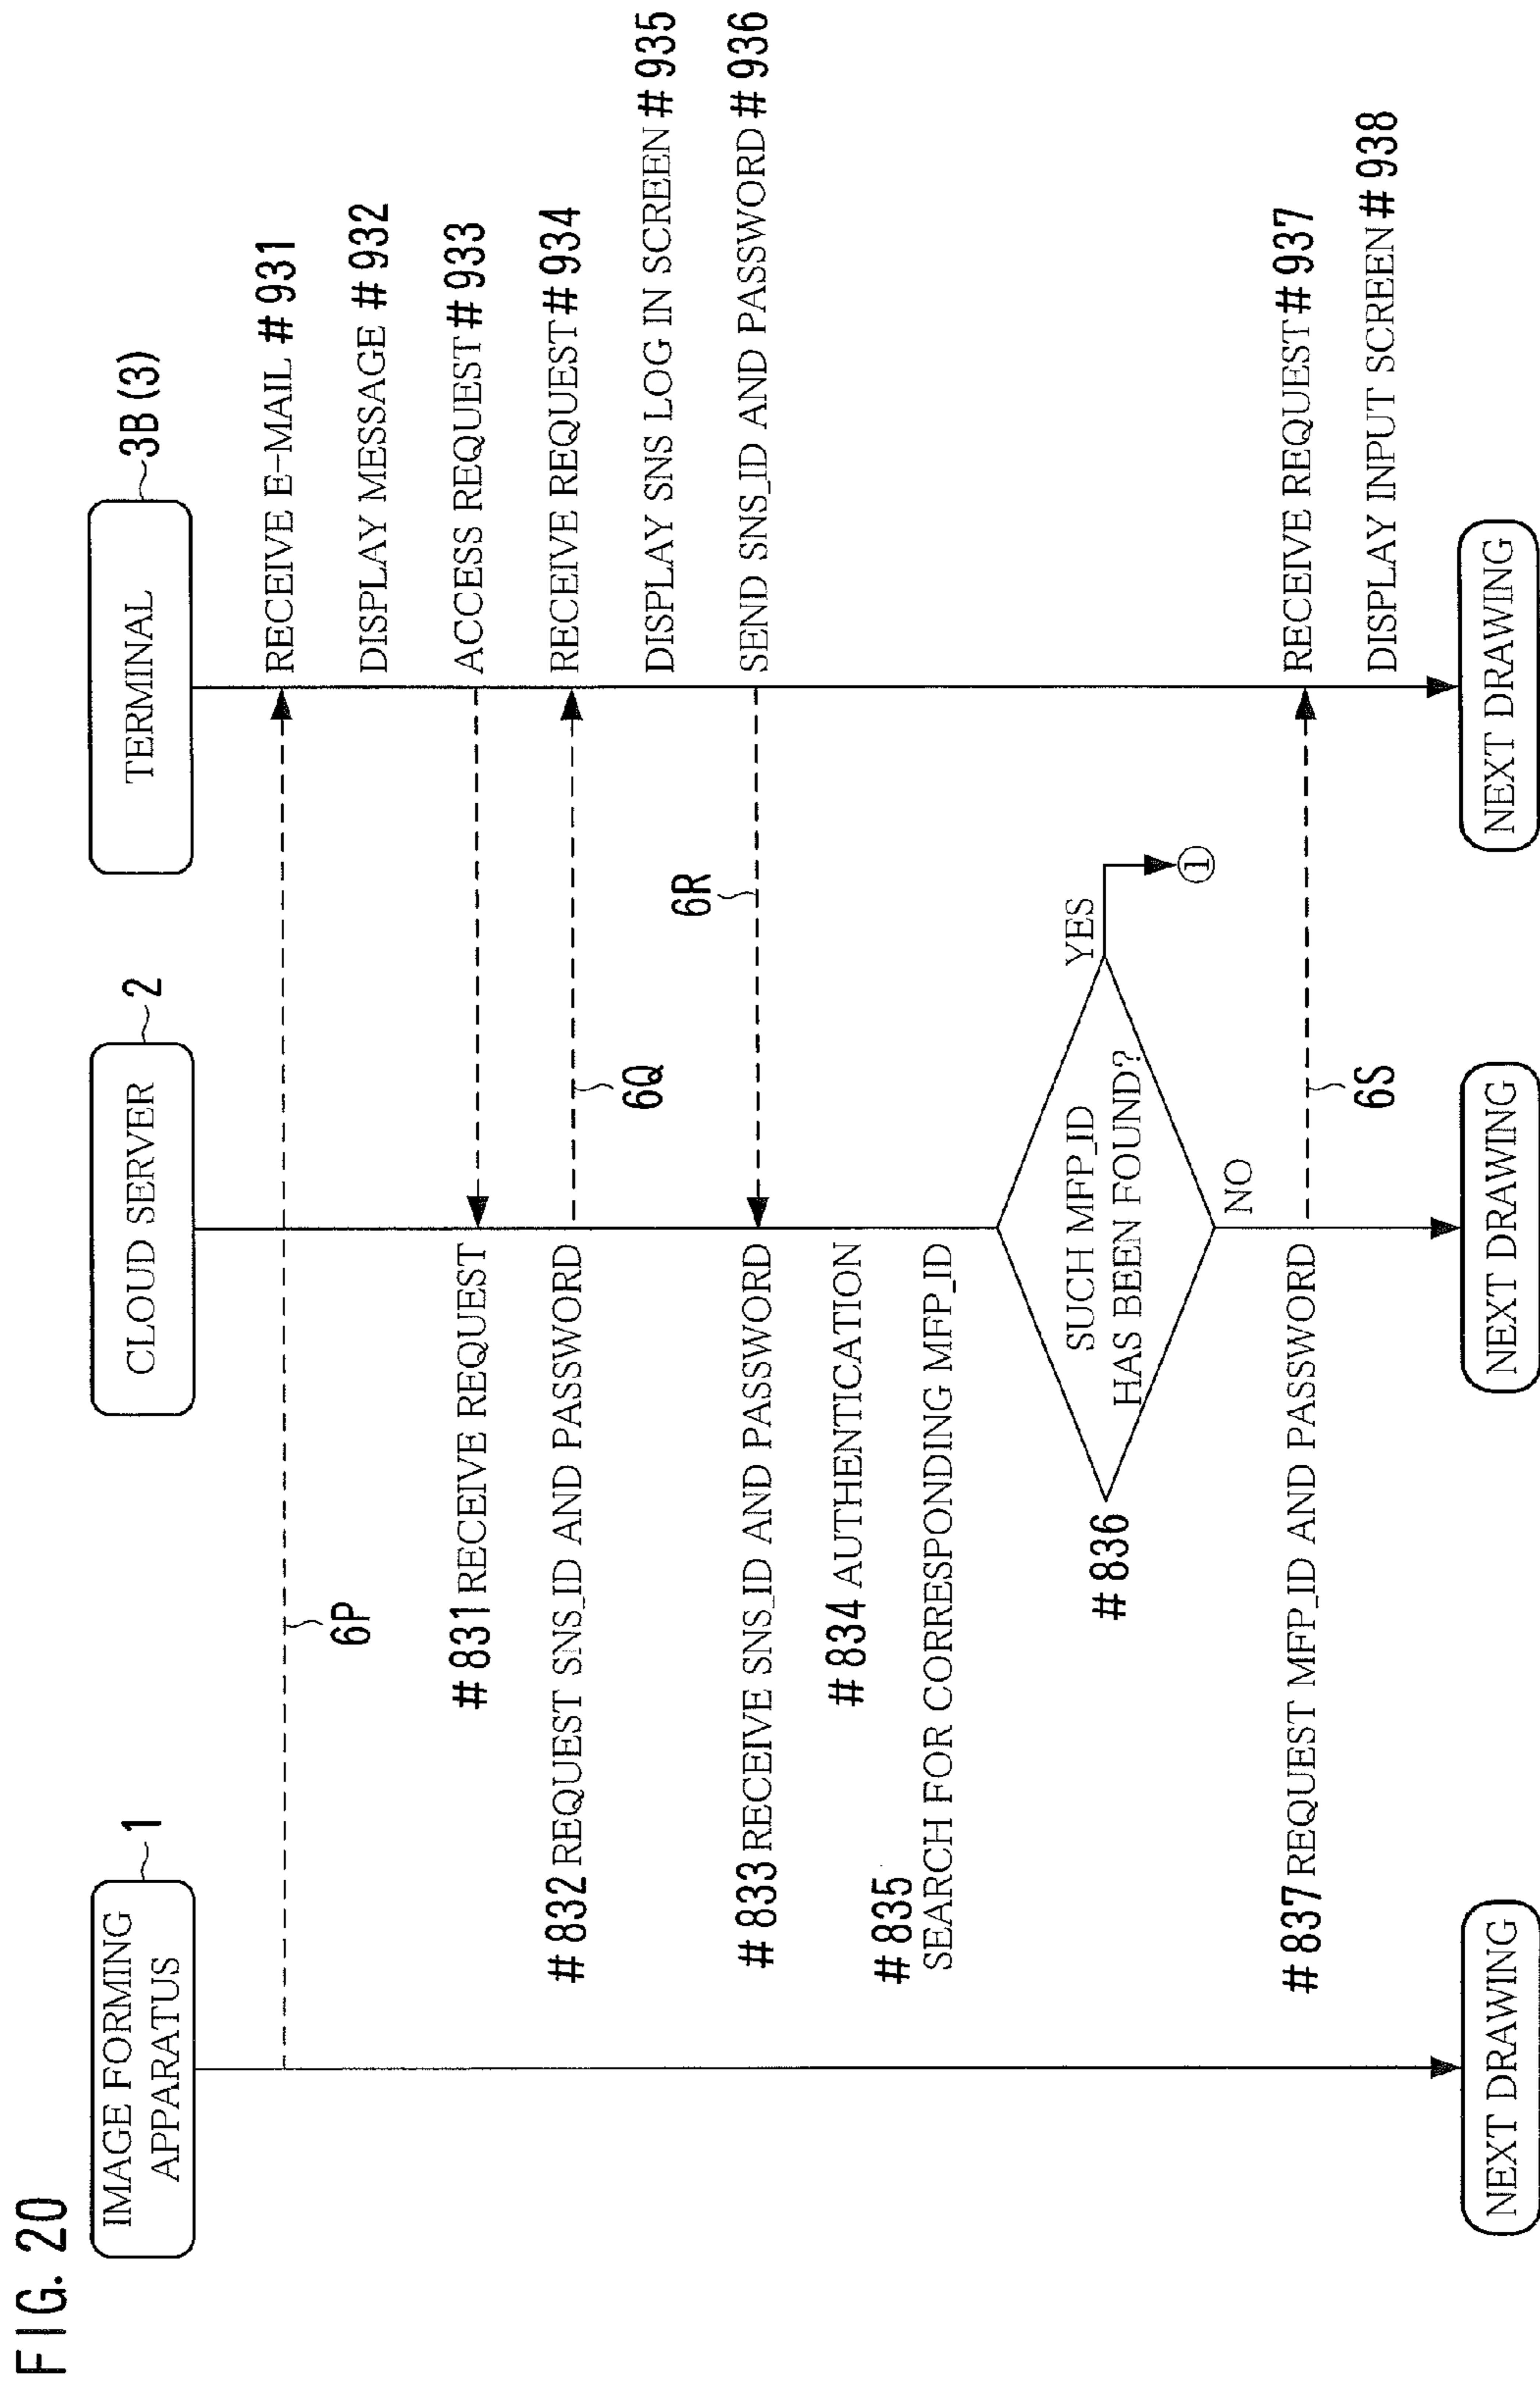 FIG. 20
IMAGE FORMING
APPARATUS
1
CLOUD SERVER
2
TERMINAL
3B (3)
6P
RECEIVE E-MAIL # 931
DISPLAY MESSAGE # 932
# 831 RECEIVE REQUEST
ACCESS REQUEST # 933
# 832 REQUEST SNS_ID AND PASSWORD
6Q
RECEIVE REQUEST # 934
DISPLAY SNS LOG IN SCREEN # 935
# 833 RECEIVE SNS_ID AND PASSWORD
6R
SEND SNS_ID AND PASSWORD # 936
# 834 AUTHENTICATION
# 835
SEARCH FOR CORRESPONDING MFP_ID
# 836
SUCH MFP_ID
HAS BEEN FOUND?
YES
1
NO
# 837 REQUEST MFP_ID AND PASSWORD
6S
RECEIVE REQUEST # 937
DISPLAY INPUT SCREEN # 938
NEXT DRAWING
NEXT DRAWING
NEXT DRAWING